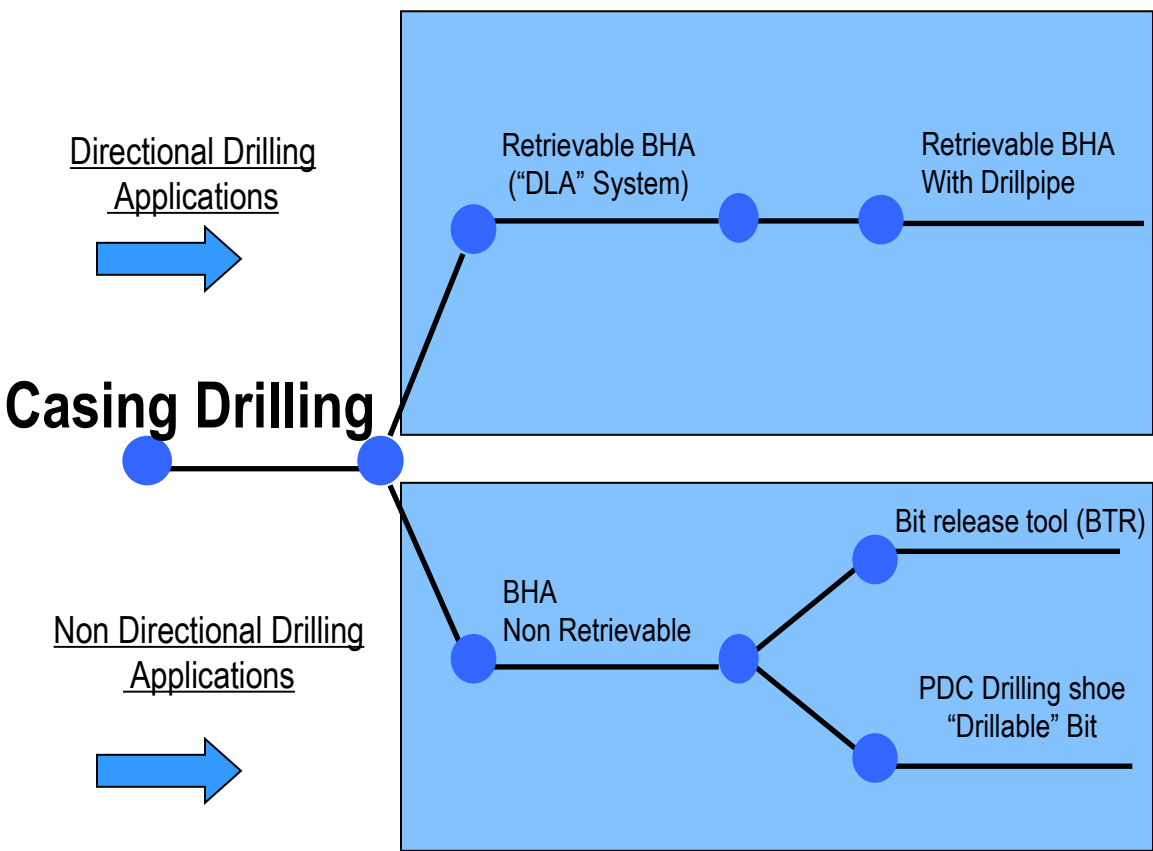 Directional Drilling
Applications
Retrievable BHA
(“DLA” System)
Retrievable BHA
With Drillpipe
Casing Drilling
Non Directional Drilling
Applications
BHA
Non Retrievable
Bit release tool (BTR)
PDC Drilling shoe
“Drillable” Bit